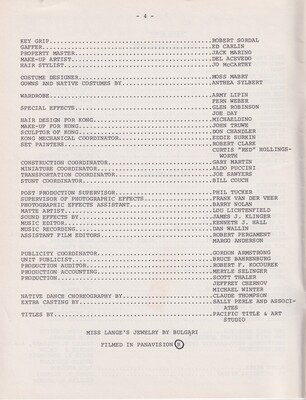 - 4 -
KEY GRIP...ROBERT SORDAL
GAFFER...ED CARLIN
PROPERTY MASTER...JACK MARINO
MAKE-UP ARTIST...DEL ACEVEDO
HAIR STYLIST...JO McCARTHY
COSTUME DESIGNER...MOSS MABRY
GOWNS AND NATIVE COSTUMES BY...ANTHEA SYLBERT
WARDROBE...ARMY LIPIN
FERN WEBER
SPECIAL EFFECTS...GLEN ROBINSON
JOE DAY
HAIR DESIGN FOR KONG...MICHAELDINO
MAKE-UP FOR KONG...JOHN TRUWE
SCULPTOR OF KONG...DON CHANDLER
KONG MECHANICAL COORDINATOR...EDDIE SURKIN
SET PAINTERS...ROBERT CLARK
CURTIS "RED" HOLLINGS-
WORTH
CONSTRUCTION COORDINATOR...GARY MARTIN
MINIATURE COORDINATOR...ALDO PUCCINI
TRANSPORTATION COORDINATOR...JOE SAWYERS
STUNT COORDINATOR...BILL COUCH
POST PRODUCTION SUPERVISOR...PHIL TUCKER
SUPERVISOR OF PHOTOGRAPHIC EFFECTS...FRANK VAN DER VEER
PHOTOGRAPHIC EFFECTS ASSISTANT...BARRY NOLAN
MATTE ARTIST...LOU LICHTENFIELD
SOUND EFFECTS BY...JAMES J. KLINGER
MUSIC EDITOR...KENNETH J. HALL
MUSIC RECORDING...DAN WALLIN
ASSISTANT FILM EDITORS...ROBERT PERGAMENT
MARGO ANDERSON
PUBLICITY COORDINATOR...GORDON ARMSTRONG
UNIT PUBLICIST...BRUCE BAHRENBURG
PRODUCTION AUDITOR...ROBERT F. KOCOUREK
PRODUCTION ACCOUNTING...MERYLE SELINGER
PRODUCTION...SCOTT THALER
JEFFREY CHERNOV
MICHAEL WINTER
NATIVE DANCE CHOREOGRAPHY BY...CLAUDE THOMPSON
EXTRA CASTING BY...SALLY PERLE AND ASSOCI-
ATES
TITLES BY...PACIFIC TITLE & ART
STUDIO
MISS LANGE'S JEWELRY BY BULGARI
FILMED IN PANAVISION R